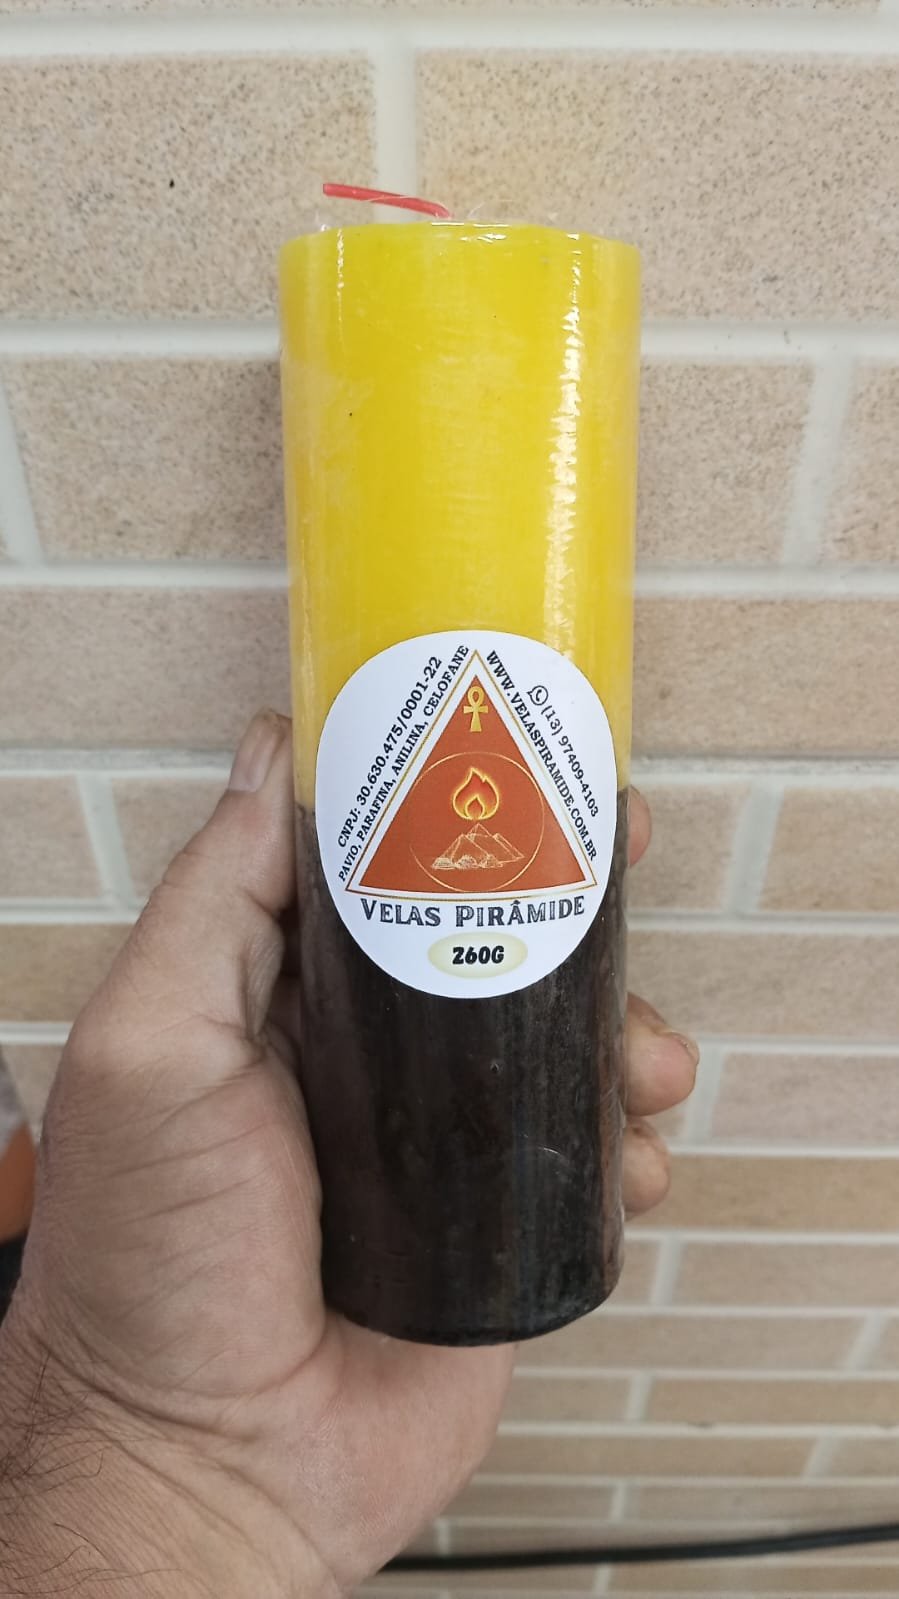 CNPJ: 30.630.475/0001-22
PAVIO, PARAFINA, ANILINA, CELOFANE
(13) 97409-4103
WWW.VELASPIRAMIDE.COM.BR
VELAS PIRÂMIDE
260G